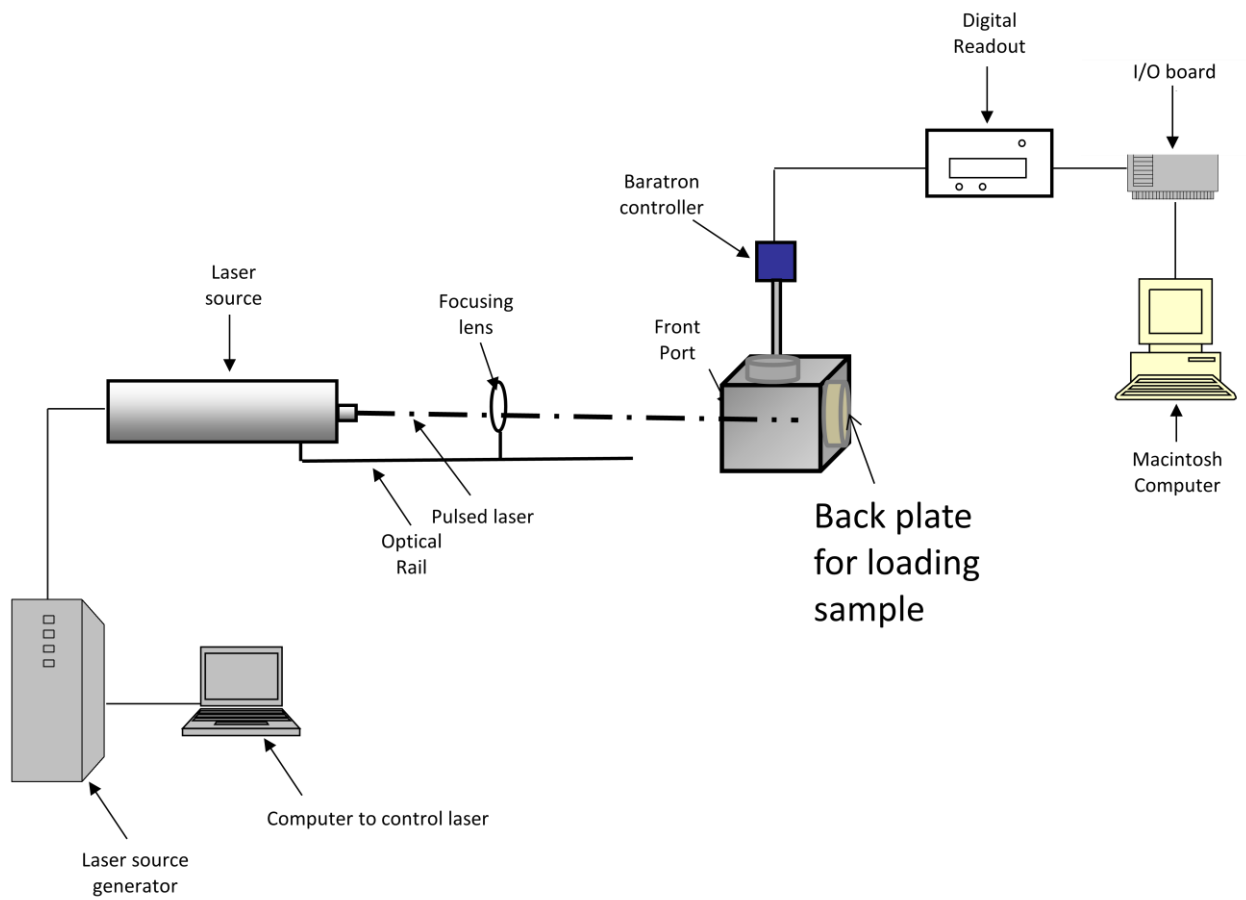 Digital
Readout
I/O board
Baratron
controller
Laser
source
Focusing
lens
Front
Port
Macintosh
Computer
Pulsed laser
Optical
Rail
Back plate
for loading
sample
Computer to control laser
Laser source
generator